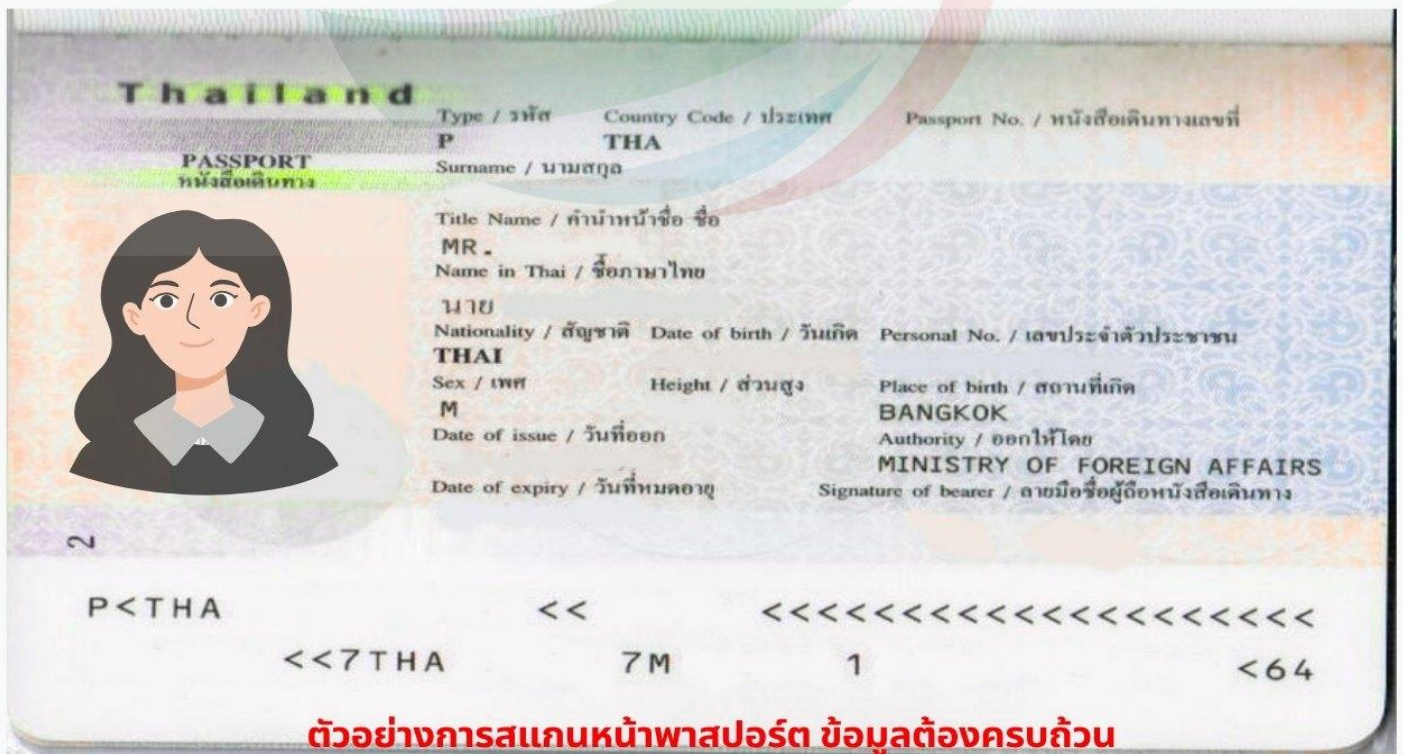 Thailand
PASSPORT
หนังสือเดินทาง
Type / รหัส Country Code / ประเทศ Passport No. / หนังสือเดินทางเลขที่
P THA
Surname / นามสกุล
Title Name / คำนำหน้าชื่อ ชื่อ
MR.
Name in Thai / ชื่อภาษาไทย
นาย
Nationality / สัญชาติ Date of birth / วันเกิด Personal No. / เลขประจำตัวประชาชน
THAI
Sex / เพศ Height / ส่วนสูง Place of birth / สถานที่เกิด
M BANGKOK
Date of issue / วันที่ออก Authority / ออกให้โดย
MINISTRY OF FOREIGN AFFAIRS
Date of expiry / วันที่หมดอายุ Signature of bearer / ลายมือชื่อผู้ถือหนังสือเดินทาง
2
P<THA << <<<<<<<<<<<<<<<<<<<<
<<7THA 7M 1 <64
ตัวอย่างการสแกนหน้าพาสปอร์ต ข้อมูลต้องครบถ้วน